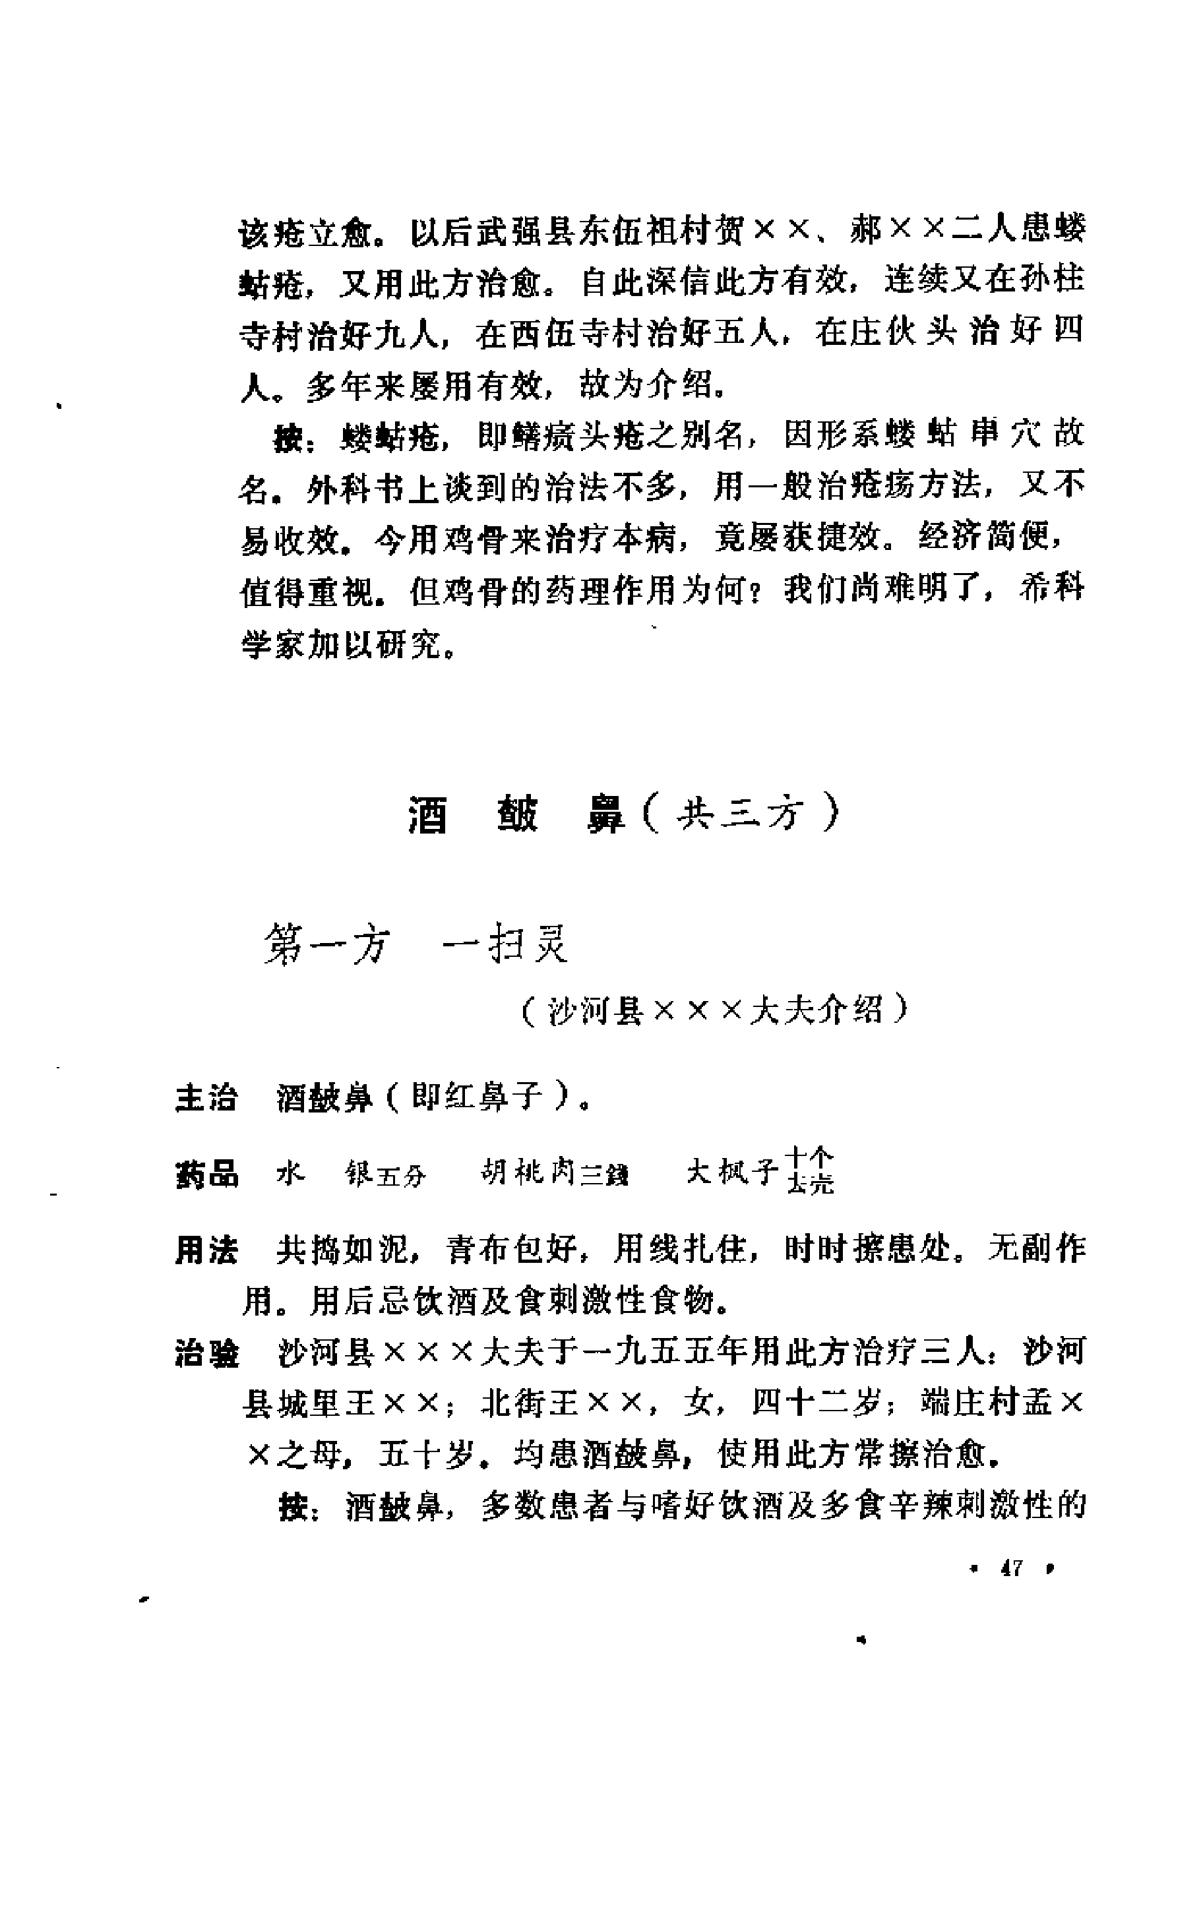 该疮立愈。以后武强县东伍祖村贺××、郝××二人患蝼
蛄疮，又用此方治愈。自此深信此方有效，连续又在孙柱
寺村治好九人，在西伍寺村治好五人，在庄伙头治好四
人。多年来屡用有效，故为介绍。
按：蝼蛄疮，即鳝㾴头疮之别名，因形系蝼蛄串穴故
名。外科书上谈到的治法不多，用一般治疮疡方法，又不
易收效。今用鸡骨来治疗本病，竟屡获捷效。经济简便，
值得重视。但鸡骨的药理作用为何？我们尚难明了，希科
学家加以研究。
酒皶鼻（共三方）
第一方 一扫灵
（沙河县×××大夫介绍）
主治 酒皶鼻（即红鼻子）。
药品 水 银五分 胡桃肉三錢 大枫子十个去壳
用法 共捣如泥，青布包好，用线扎住，时时擦患处。无副作
用。用后忌饮酒及食刺激性食物。
治验 沙河县×××大夫于一九五五年用此方治疗三人：沙河
县城里王××；北街王××，女，四十二岁；端庄村孟×
×之母，五十岁。均患酒皶鼻，使用此方常擦治愈。
按：酒皶鼻，多数患者与嗜好饮酒及多食辛辣刺激性的
· 47 ·